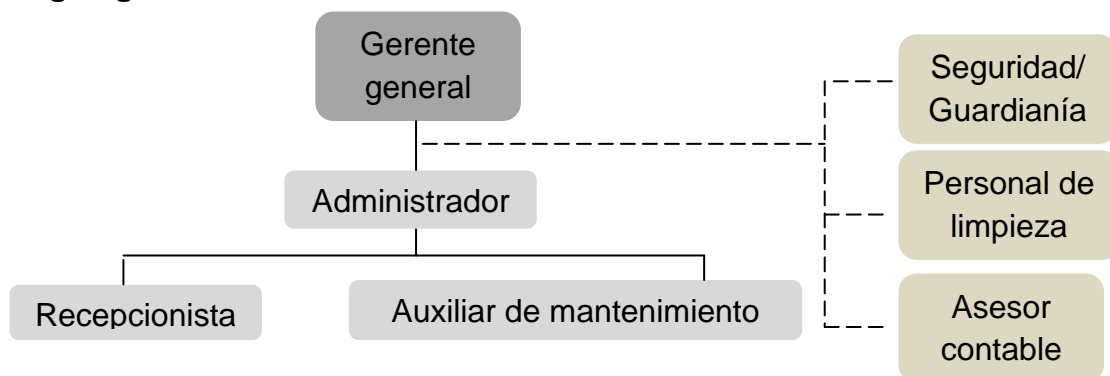 Gerente
general
Seguridad/
Guardianía
Administrador
Personal de
limpieza
Recepcionista
Auxiliar de mantenimiento
Asesor
contable